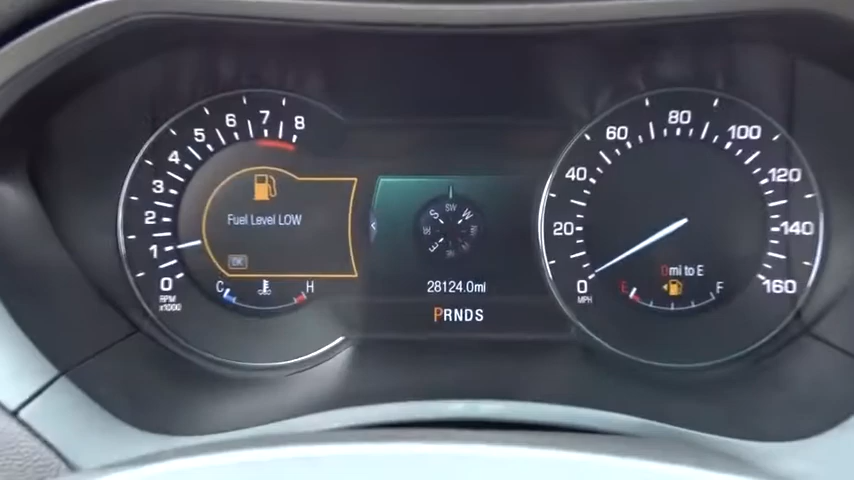 0 1 2 3 4 5 6 7 8
RPM
x1000
Fuel Level LOW
OK
C H
SW
S W
E
28124.0mi
PRNDS
0 20 40 60 80 100 120 140 160
MPH
0mi to E
E F